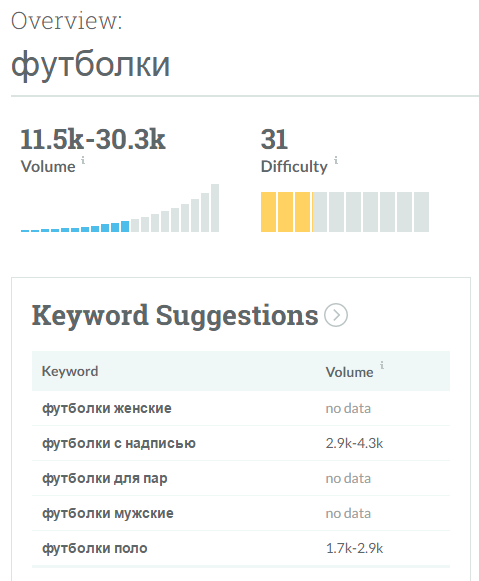 Overview:
футболки
11.5k-30.3k
Volume i
31
Difficulty i
Keyword Suggestions
Keyword Volume i
футболки женские no data
футболки с надписью 2.9k-4.3k
футболки для пар no data
футболки мужские no data
футболки поло 1.7k-2.9k